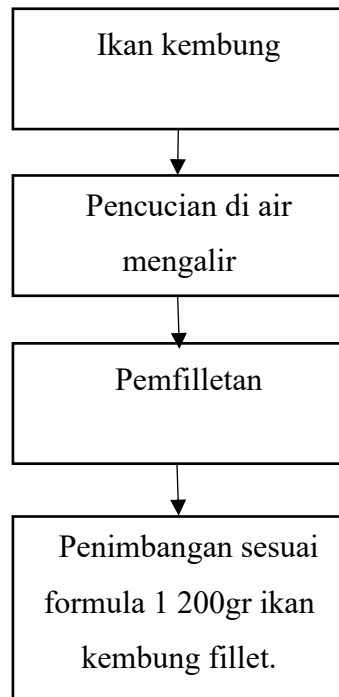 Ikan kembung
Pencucian di air
mengalir
Pemfilletan
Penimbangan sesuai
formula 1 200gr ikan
kembung fillet.